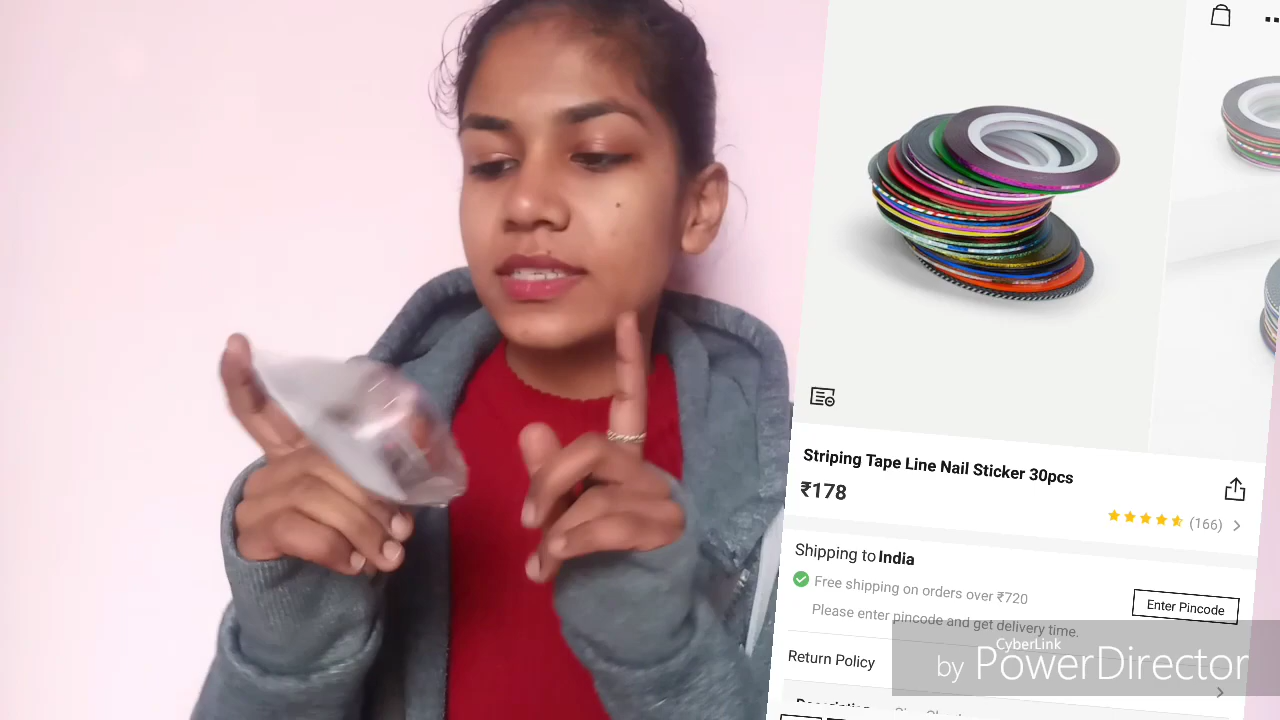 Striping Tape Line Nail Sticker 30pcs
₹178
(166)
Shipping to India
Free shipping on orders over ₹720
Enter Pincode
Please enter pincode and get delivery time.
CyberLink
by PowerDirector
Return Policy